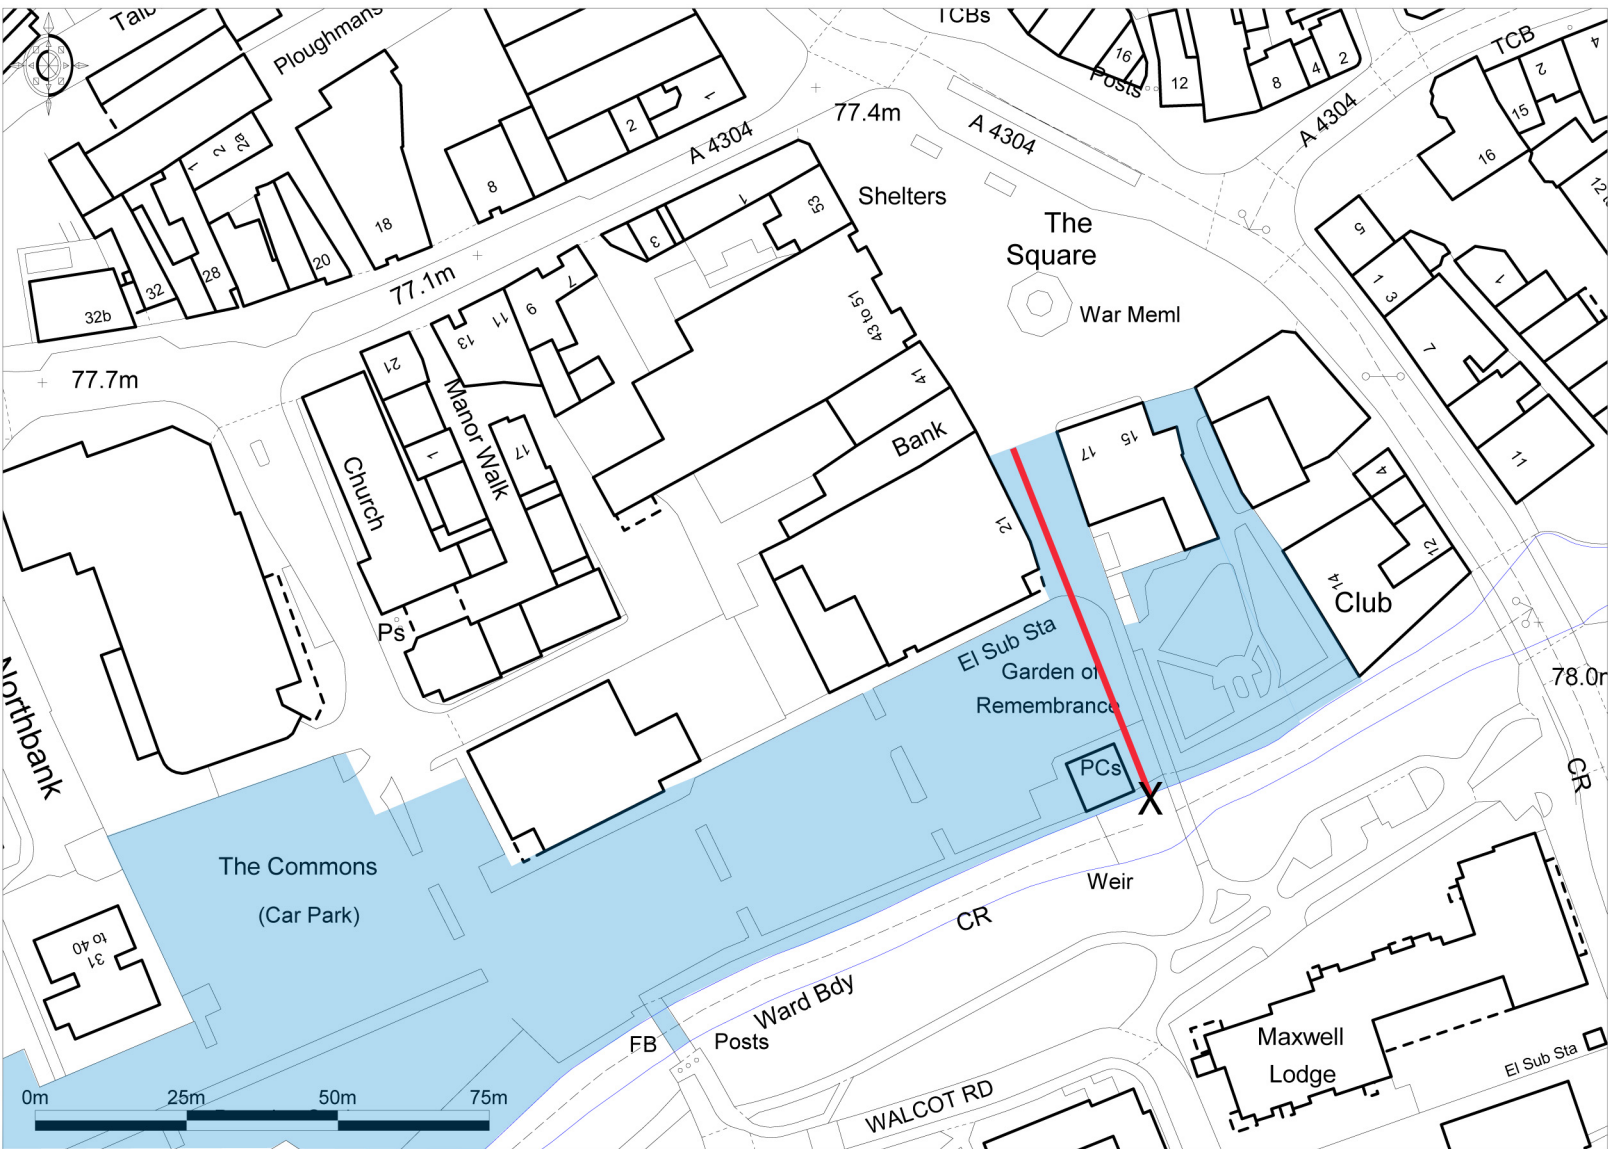 TCBs
Ploughmans
16
Posts
12
8
4
2
TCB
2
4
15
16
A 4304
77.4m
A 4304
A 4304
1
2
8
18
1
2
2a
20
28
32
32b
77.1m
77.7m
Shelters
The
Square
War Meml
53
1
3
7
9
11
13
21
43 to 51
41
Bank
Manor Walk
17
1
Church
Ps
21
17
15
5
1
3
7
1
11
4
12
14
Club
El Sub Sta
Garden of
Remembrance
PCs
X
78.0m
CR
Northbank
The Commons
(Car Park)
31
to 40
Weir
CR
Ward Bdy
FB
Posts
WALCOT RD
Maxwell
Lodge
El Sub Sta
0m
25m
50m
75m